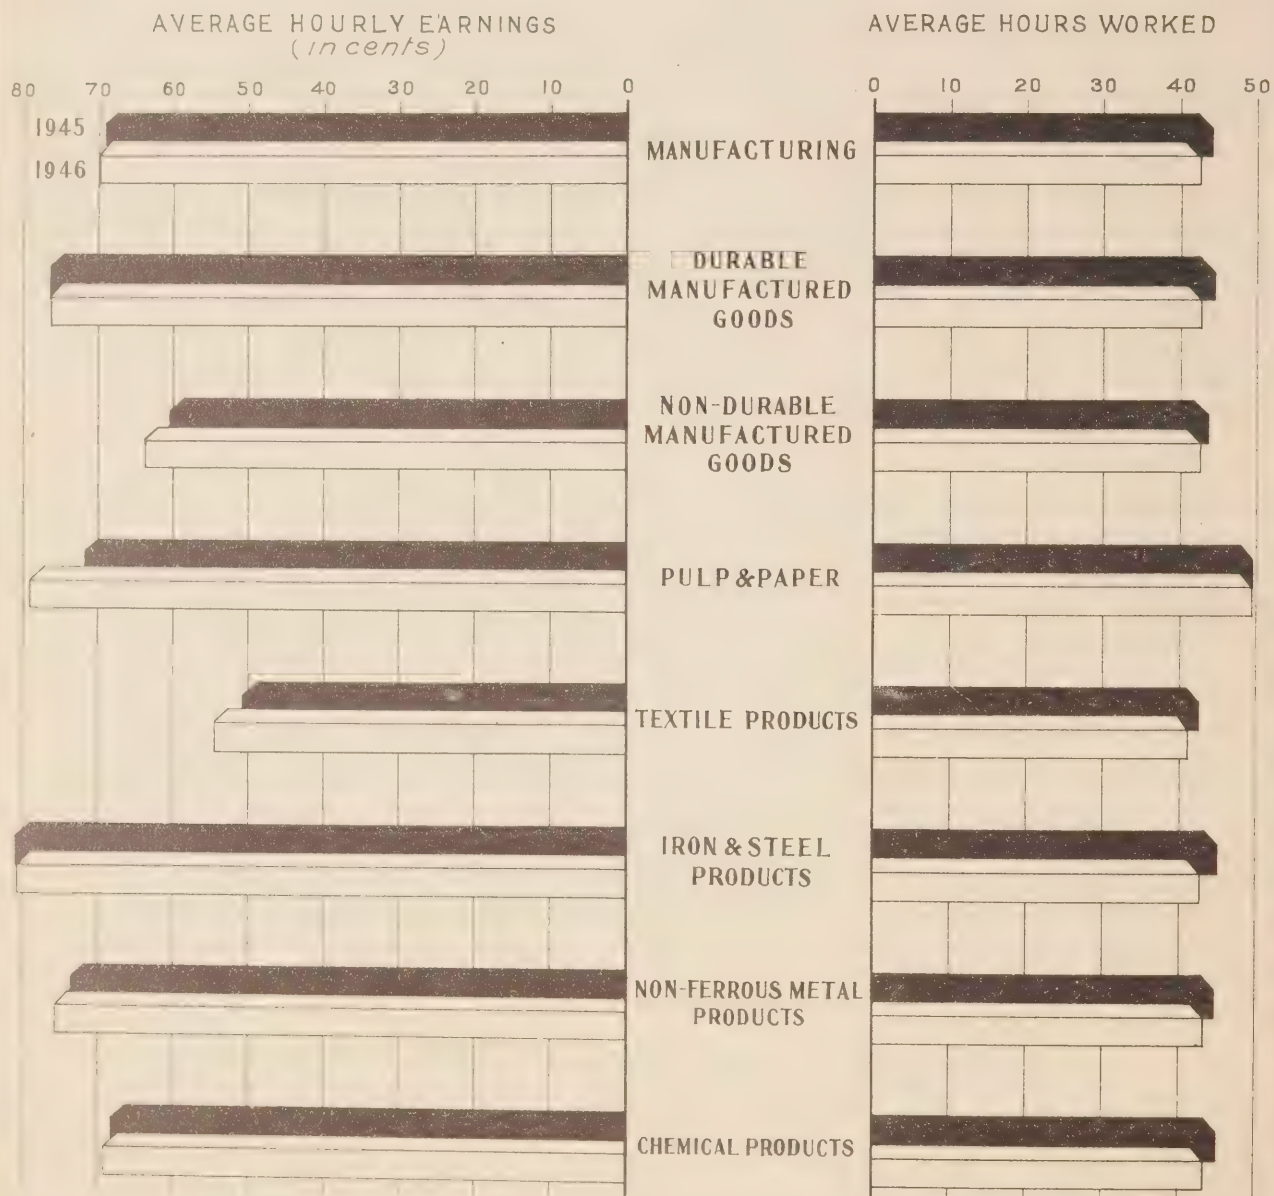 AVERAGE HOURLY EARNINGS
(in cents)
AVERAGE HOURS WORKED
80 70 60 50 40 30 20 10 0
0 10 20 30 40 50
1945
1946
MANUFACTURING
DURABLE
MANUFACTURED
GOODS
NON-DURABLE
MANUFACTURED
GOODS
PULP & PAPER
TEXTILE PRODUCTS
IRON & STEEL
PRODUCTS
NON-FERROUS METAL
PRODUCTS
CHEMICAL PRODUCTS